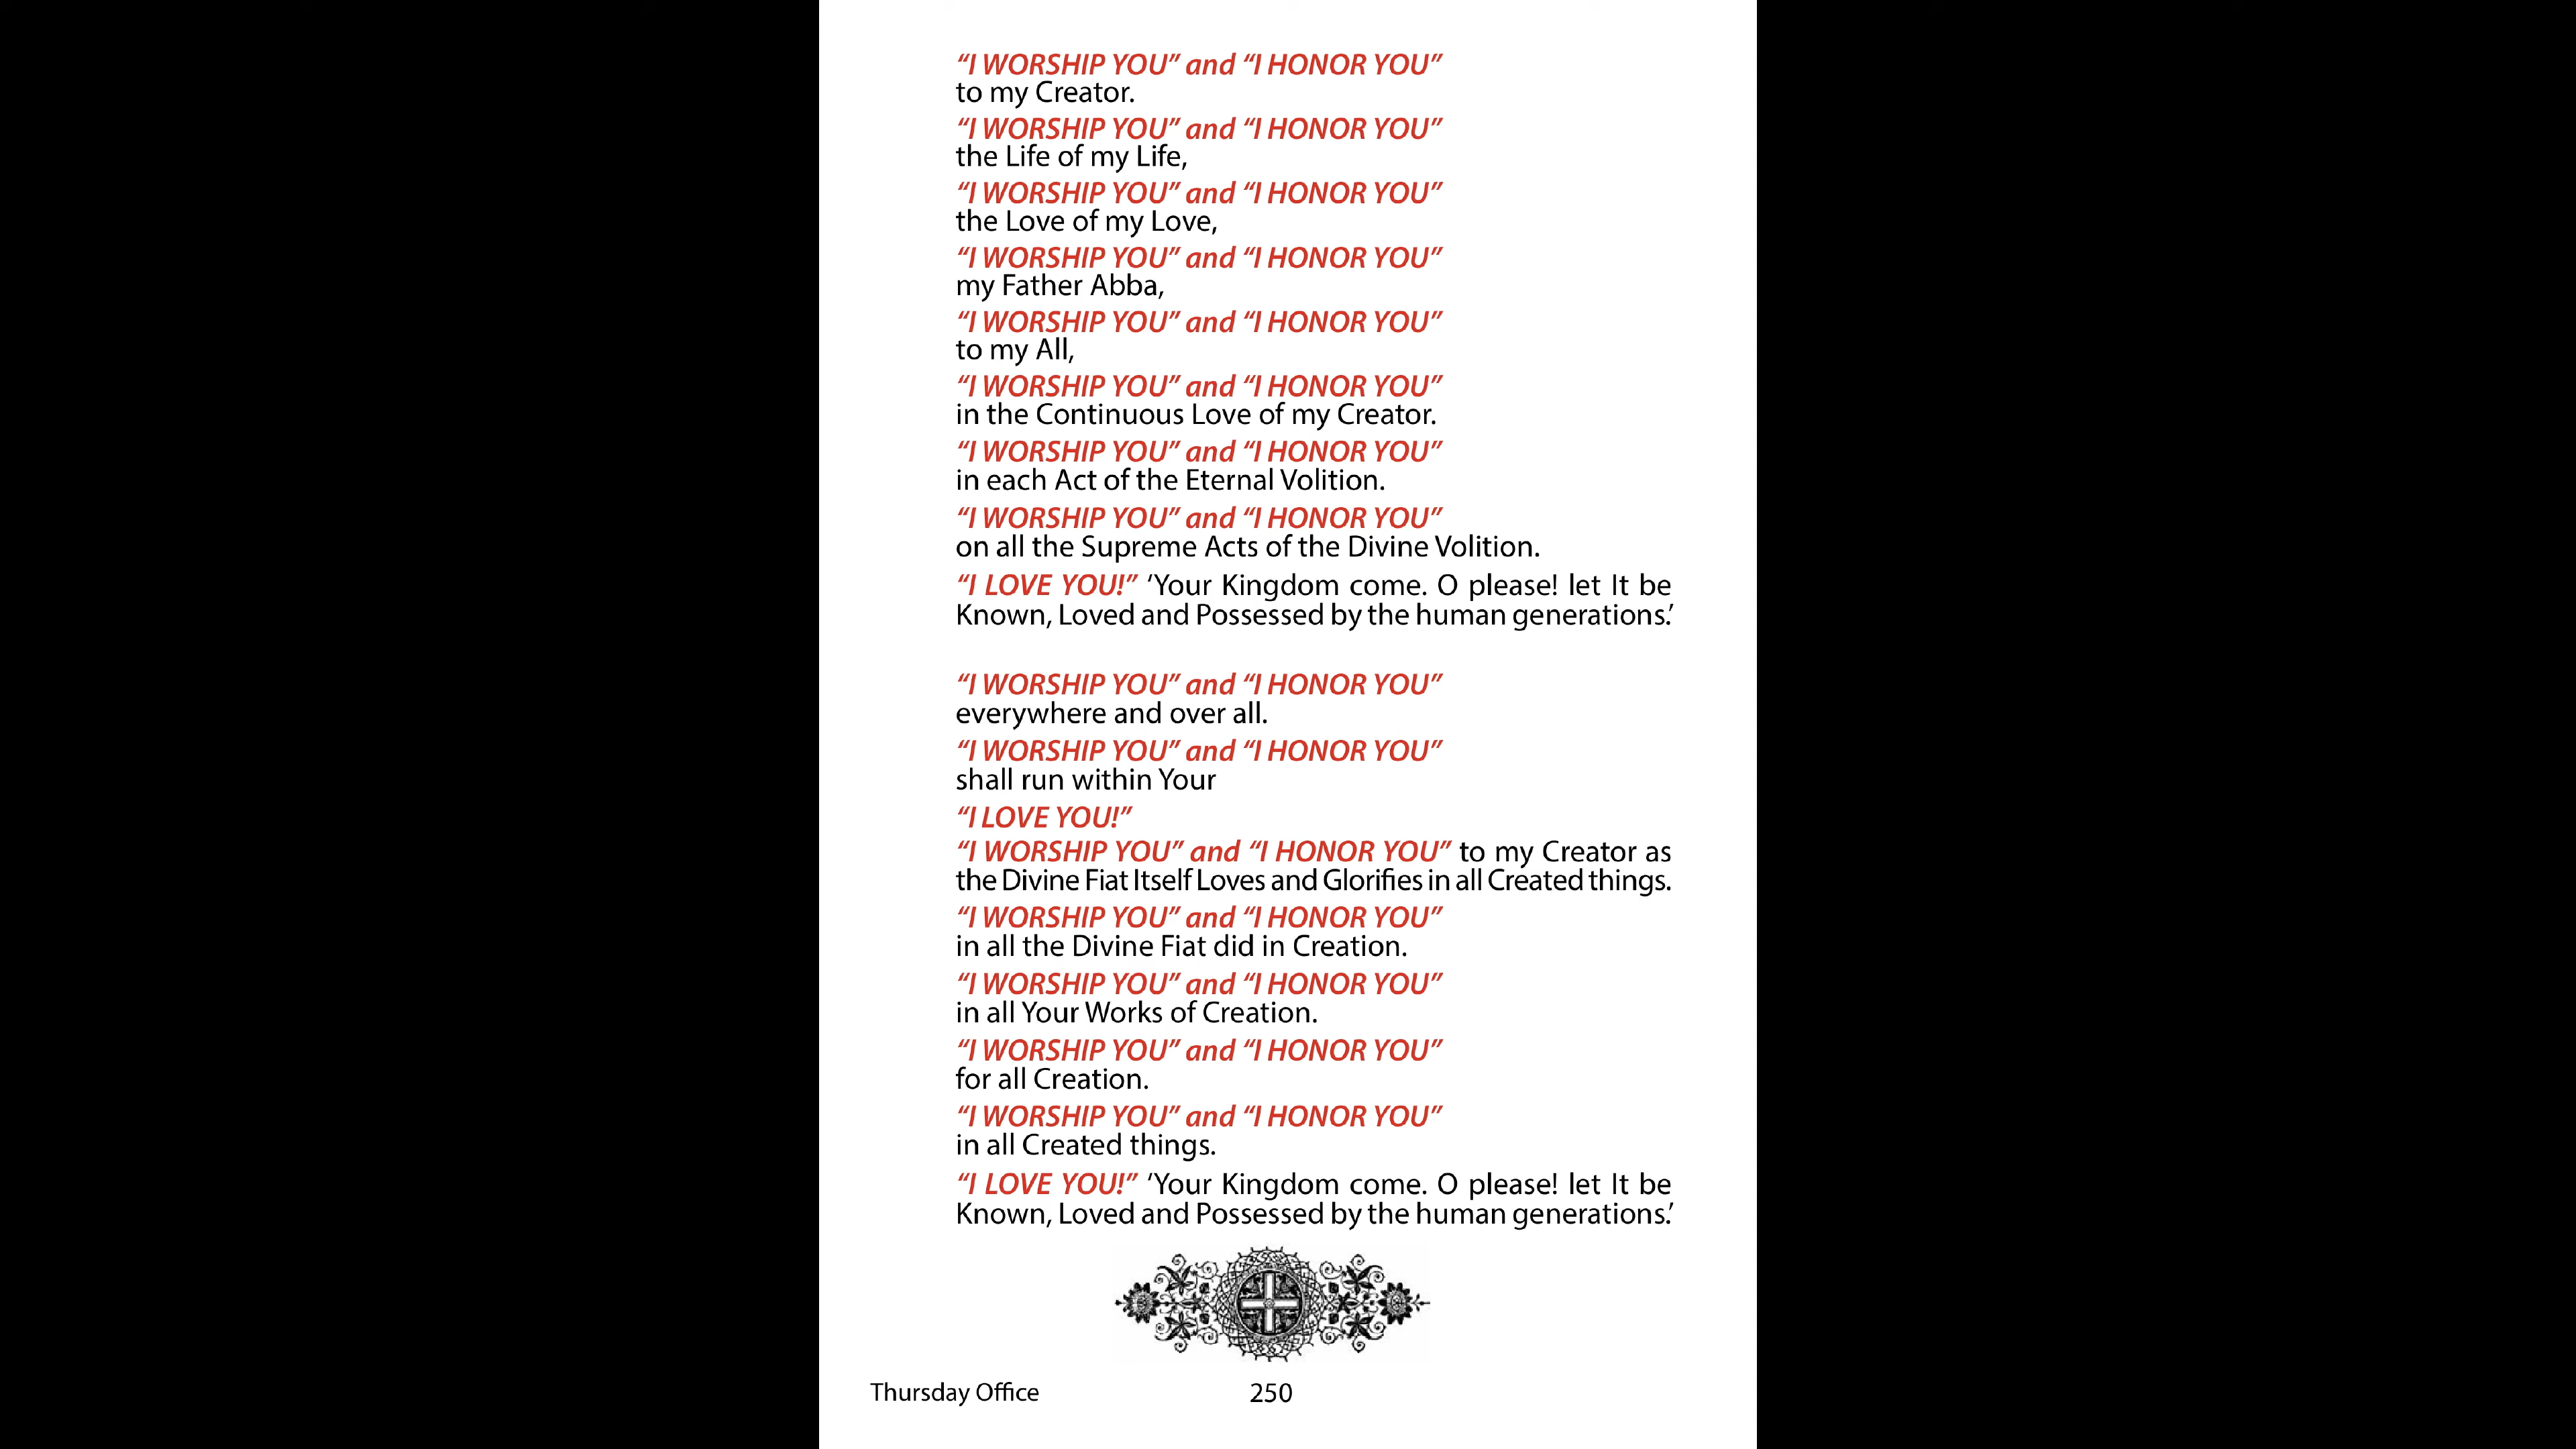 “I WORSHIP YOU” and “I HONOR YOU”
to my Creator.
“I WORSHIP YOU” and “I HONOR YOU”
the Life of my Life,
“I WORSHIP YOU” and “I HONOR YOU”
the Love of my Love,
“I WORSHIP YOU” and “I HONOR YOU”
my Father Abba,
“I WORSHIP YOU” and “I HONOR YOU”
to my All,
“I WORSHIP YOU” and “I HONOR YOU”
in the Continuous Love of my Creator.
“I WORSHIP YOU” and “I HONOR YOU”
in each Act of the Eternal Volition.
“I WORSHIP YOU” and “I HONOR YOU”
on all the Supreme Acts of the Divine Volition.
“I LOVE YOU!” ‘Your Kingdom come. O please! let It be
Known, Loved and Possessed by the human generations.’
“I WORSHIP YOU” and “I HONOR YOU”
everywhere and over all.
“I WORSHIP YOU” and “I HONOR YOU”
shall run within Your
“I LOVE YOU!”
“I WORSHIP YOU” and “I HONOR YOU” to my Creator as
the Divine Fiat Itself Loves and Glorifies in all Created things.
“I WORSHIP YOU” and “I HONOR YOU”
in all the Divine Fiat did in Creation.
“I WORSHIP YOU” and “I HONOR YOU”
in all Your Works of Creation.
“I WORSHIP YOU” and “I HONOR YOU”
for all Creation.
“I WORSHIP YOU” and “I HONOR YOU”
in all Created things.
“I LOVE YOU!” ‘Your Kingdom come. O please! let It be
Known, Loved and Possessed by the human generations.’
Thursday Office 250